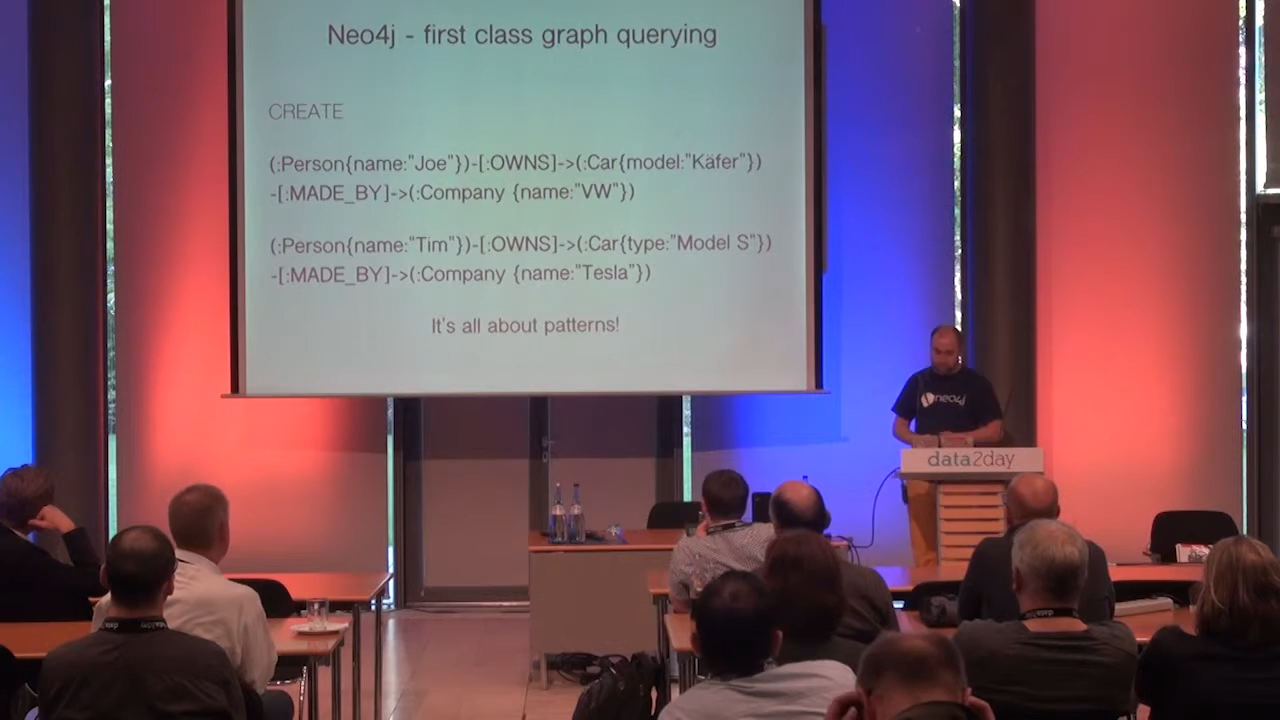 Neo4j - first class graph querying
CREATE
(:Person{name:"Joe"})-[:OWNS]->(:Car{model:"Käfer"})
-[:MADE_BY]->(:Company {name:"VW"})
(:Person{name:"Tim"})-[:OWNS]->(:Car{type:"Model S"})
-[:MADE_BY]->(:Company {name:"Tesla"})
It's all about patterns!
neo4j
data2day